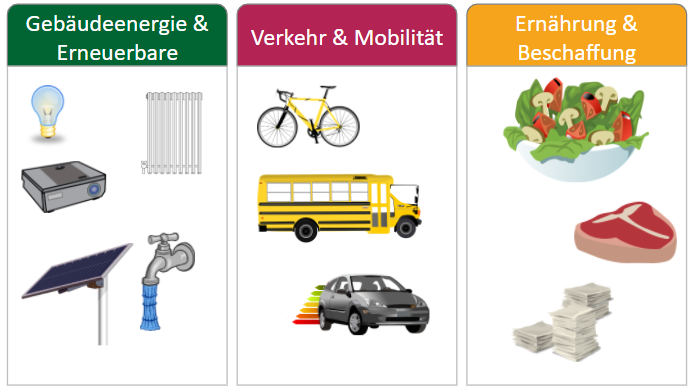 Gebäudeenergie &
Erneuerbare
Verkehr & Mobilität
Ernährung &
Beschaffung